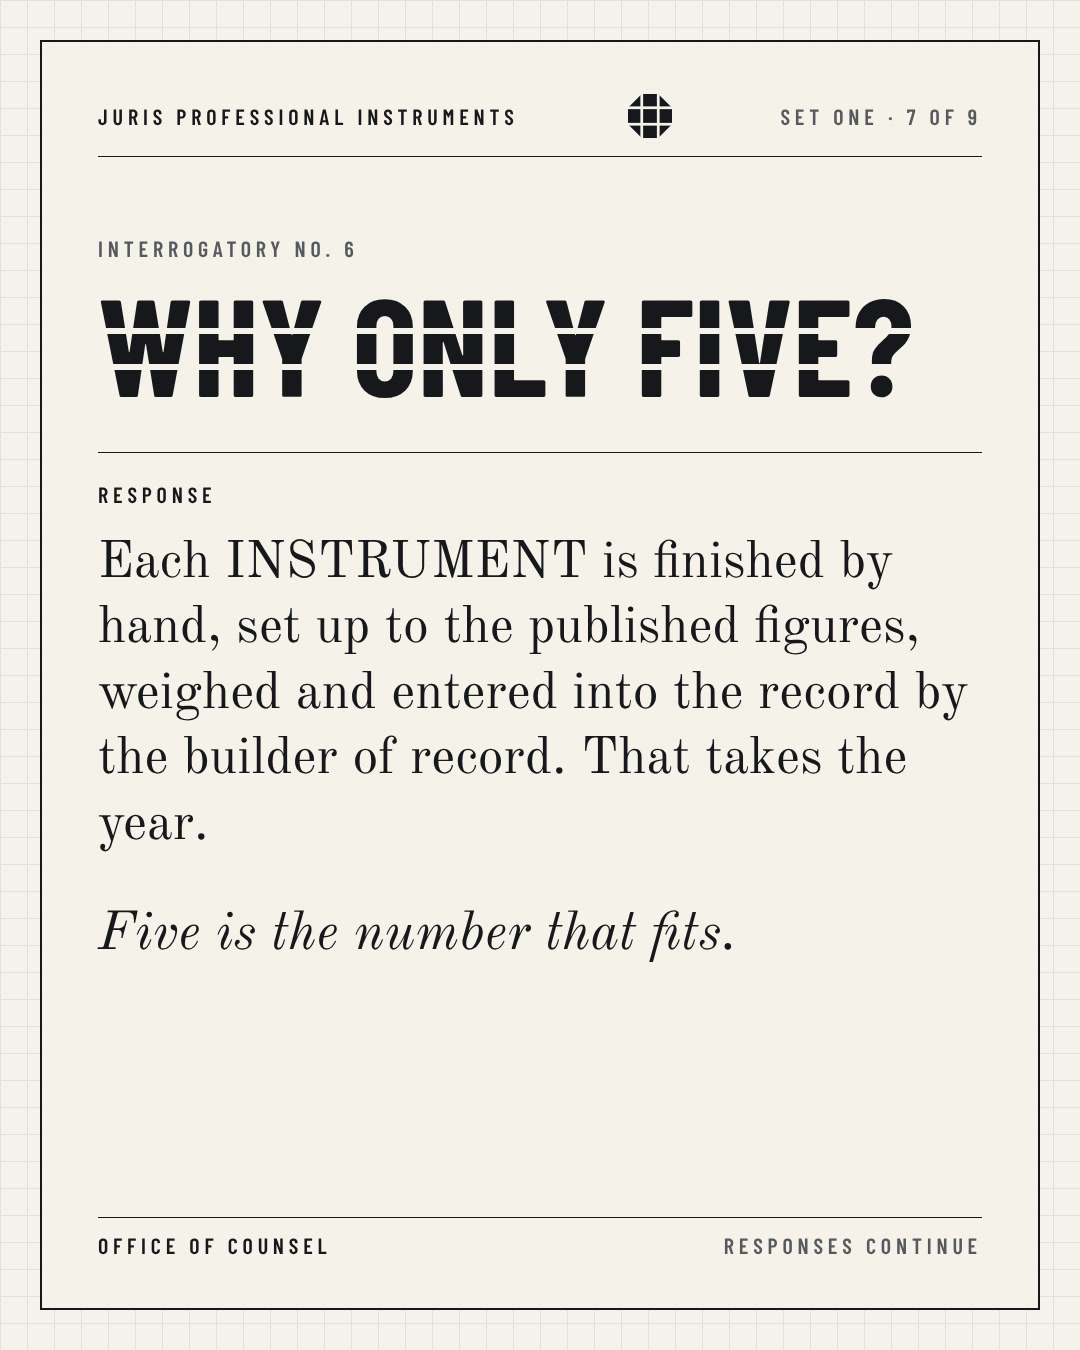 JURIS PROFESSIONAL INSTRUMENTS
SET ONE · 7 OF 9
INTERROGATORY NO. 6
WHY ONLY FIVE?
RESPONSE
Each INSTRUMENT is finished by
hand, set up to the published figures,
weighed and entered into the record by
the builder of record. That takes the
year.
Five is the number that fits.
OFFICE OF COUNSEL
RESPONSES CONTINUE